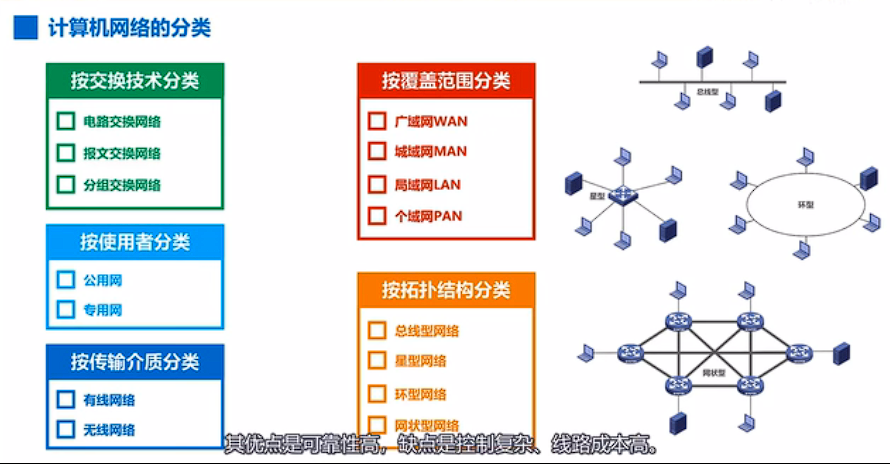 计算机网络的分类
按交换技术分类
电路交换网络
报文交换网络
分组交换网络
按使用者分类
公用网
专用网
按传输介质分类
有线网络
无线网络
按覆盖范围分类
广域网WAN
城域网MAN
局域网LAN
个域网PAN
按拓扑结构分类
总线型网络
星型网络
环型网络
网状型网络
总线型
星型
环型
网状型
其优点是可靠性高，缺点是控制复杂、线路成本高。